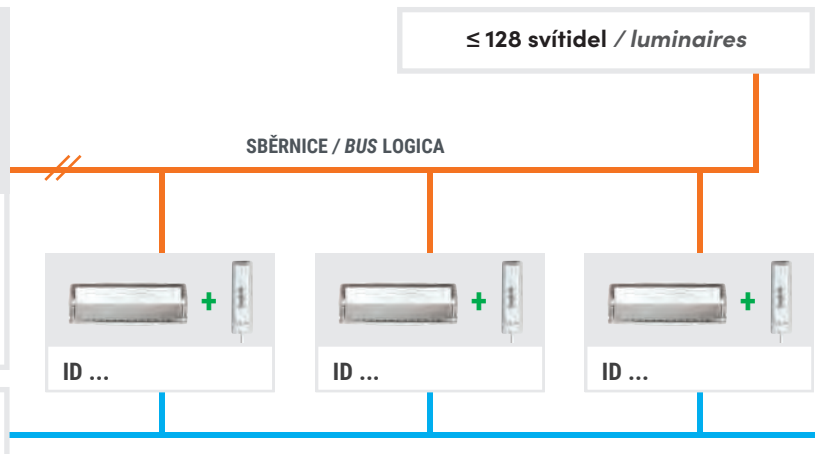 ≤ 128 svítidel / luminaires
SBĚRNICE / BUS LOGICA
+
+
+
ID ...
ID ...
ID ...